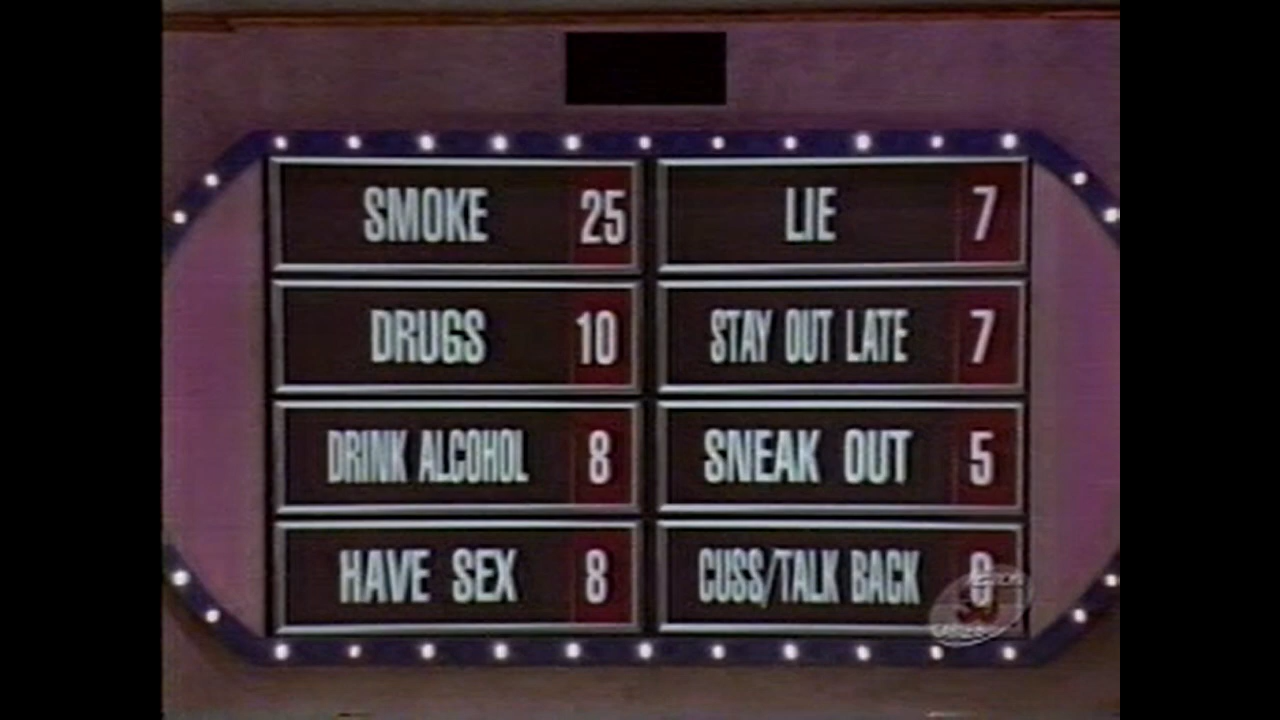 SMOKE 25
DRUGS 10
DRINK ALCOHOL 8
HAVE SEX 8
LIE 7
STAY OUT LATE 7
SNEAK OUT 5
CUSS/TALK BACK